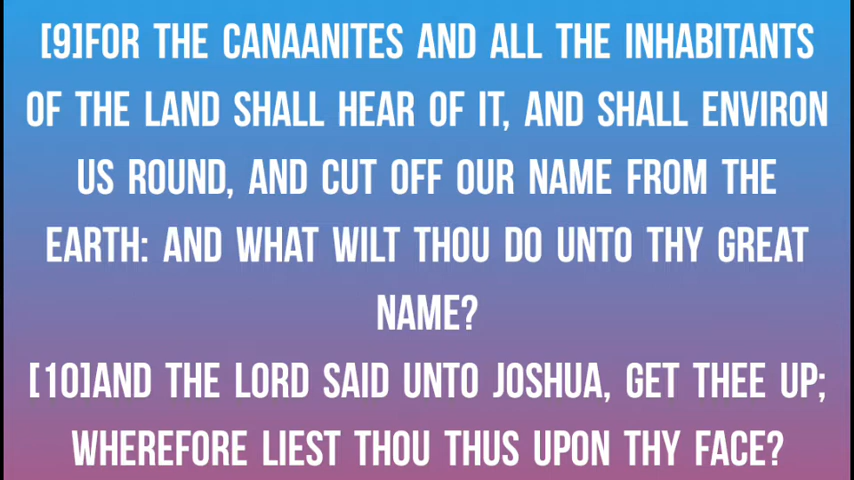 [9]FOR THE CANAANITES AND ALL THE INHABITANTS
OF THE LAND SHALL HEAR OF IT, AND SHALL ENVIRON
US ROUND, AND CUT OFF OUR NAME FROM THE
EARTH: AND WHAT WILT THOU DO UNTO THY GREAT
NAME?
[10]AND THE LORD SAID UNTO JOSHUA, GET THEE UP;
WHEREFORE LIEST THOU THUS UPON THY FACE?